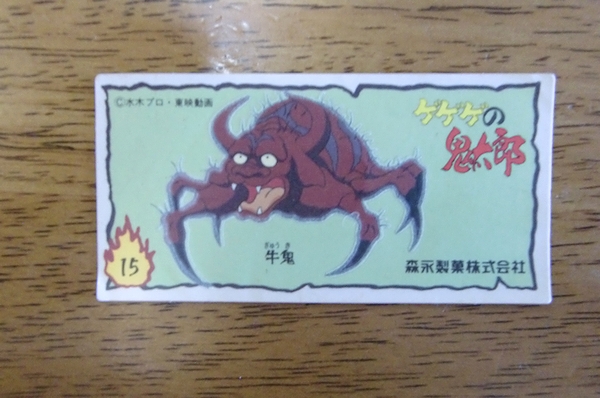 ©水木プロ・東映動画
ゲゲゲの
鬼太郎
ぎゅうき
牛鬼
15
森永製菓株式会社